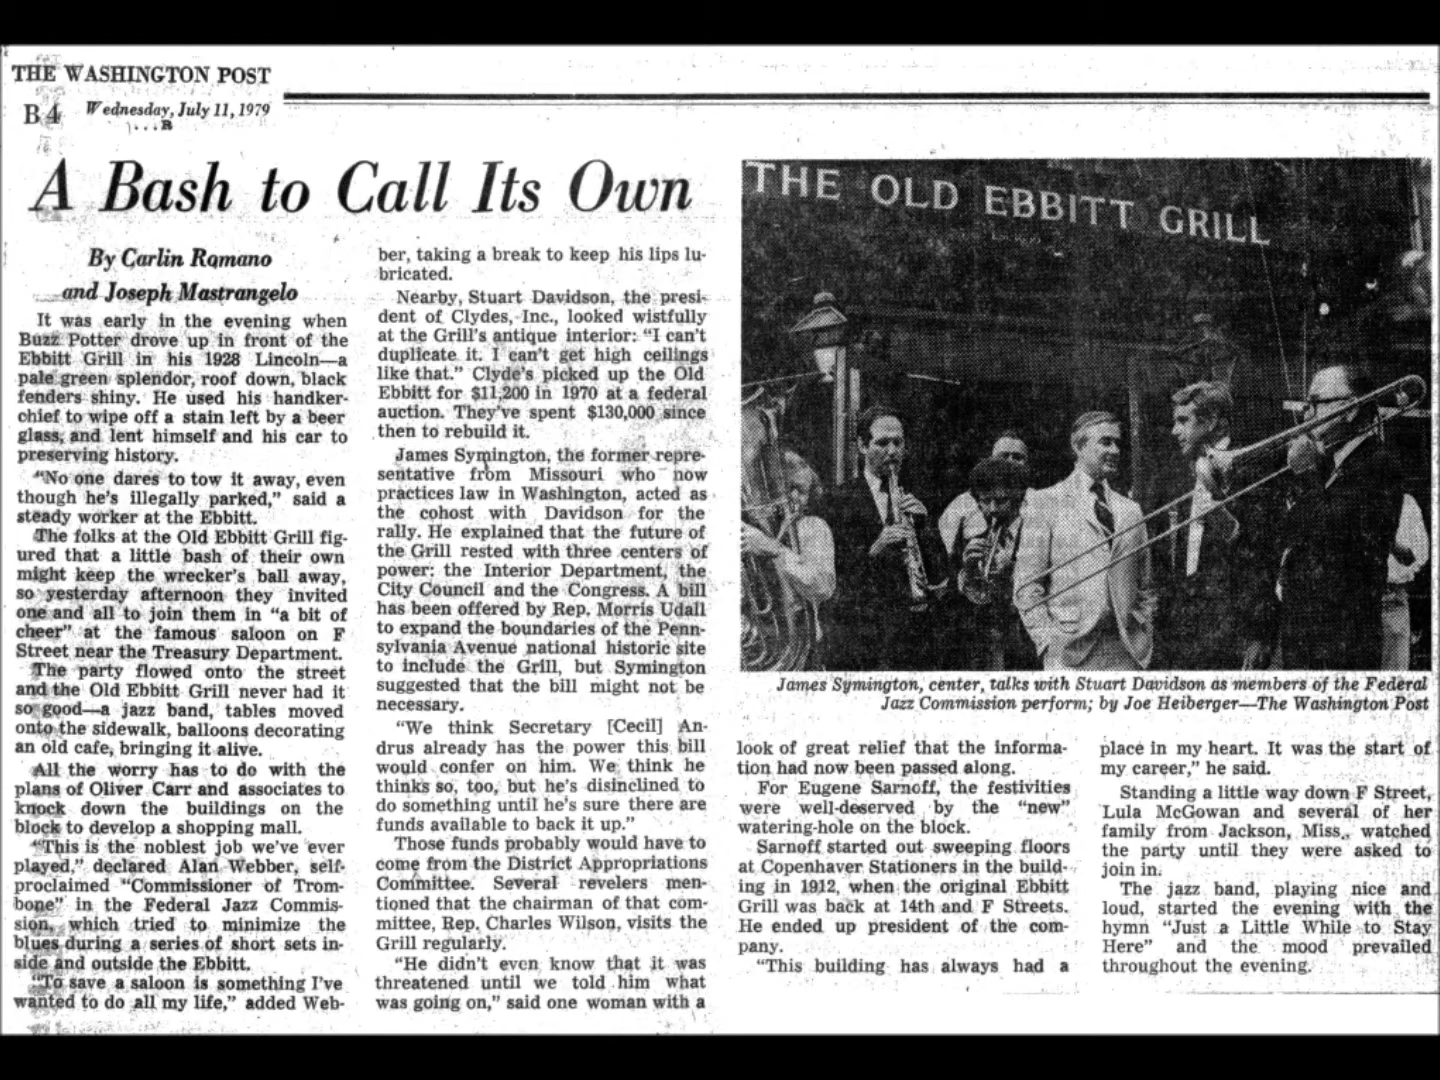 THE WASHINGTON POST
B4 Wednesday, July 11, 1979
...R
A Bash to Call Its Own
By Carlin Romano
and Joseph Mastrangelo
It was early in the evening when
Buzz Potter drove up in front of the
Ebbitt Grill in his 1928 Lincoln—a
pale green splendor, roof down, black
fenders shiny. He used his handker-
chief to wipe off a stain left by a beer
glass, and lent himself and his car to
preserving history.
"No one dares to tow it away, even
though he's illegally parked," said a
steady worker at the Ebbitt.
The folks at the Old Ebbitt Grill fig-
ured that a little bash of their own
might keep the wrecker's ball away,
so yesterday afternoon they invited
one and all to join them in "a bit of
cheer" at the famous saloon on F
Street near the Treasury Department.
The party flowed onto the street
and the Old Ebbitt Grill never had it
so good—a jazz band, tables moved
onto the sidewalk, balloons decorating
an old cafe, bringing it alive.
All the worry has to do with the
plans of Oliver Carr and associates to
knock down the buildings on the
block to develop a shopping mall.
"This is the noblest job we've ever
played," declared Alan Webber, self-
proclaimed "Commissioner of Trom-
bone" in the Federal Jazz Commis-
sion, which tried to minimize the
blues during a series of short sets in-
side and outside the Ebbitt.
"To save a saloon is something I've
wanted to do all my life," added Web-
ber, taking a break to keep his lips lu-
bricated.
Nearby, Stuart Davidson, the presi-
dent of Clydes, Inc., looked wistfully
at the Grill's antique interior: "I can't
duplicate it. I can't get high ceilings
like that." Clyde's picked up the Old
Ebbitt for $11,200 in 1970 at a federal
auction. They've spent $130,000 since
then to rebuild it.
James Symington, the former repre-
sentative from Missouri who now
practices law in Washington, acted as
the cohost with Davidson for the
rally. He explained that the future of
the Grill rested with three centers of
power: the Interior Department, the
City Council and the Congress. A bill
has been offered by Rep. Morris Udall
to expand the boundaries of the Penn-
sylvania Avenue national historic site
to include the Grill, but Symington
suggested that the bill might not be
necessary.
"We think Secretary [Cecil] An-
drus already has the power this bill
would confer on him. We think he
thinks so, too, but he's disinclined to
do something until he's sure there are
funds available to back it up."
Those funds probably would have to
come from the District Appropriations
Committee. Several revelers men-
tioned that the chairman of that com-
mittee, Rep. Charles Wilson, visits the
Grill regularly.
"He didn't even know that it was
threatened until we told him what
was going on," said one woman with a
THE OLD EBBITT GRILL
James Symington, center, talks with Stuart Davidson as members of the Federal
Jazz Commission perform; by Joe Heiberger—The Washington Post
look of great relief that the informa-
tion had now been passed along.
For Eugene Sarnoff, the festivities
were well-deserved by the "new"
watering-hole on the block.
Sarnoff started out sweeping floors
at Copenhaver Stationers in the build-
ing in 1912, when the original Ebbitt
Grill was back at 14th and F Streets.
He ended up president of the com-
pany.
"This building has always had a
place in my heart. It was the start of
my career," he said.
Standing a little way down F Street,
Lula McGowan and several of her
family from Jackson, Miss., watched
the party until they were asked to
join in.
The jazz band, playing nice and
loud, started the evening with the
hymn "Just a Little While to Stay
Here" and the mood prevailed
throughout the evening.